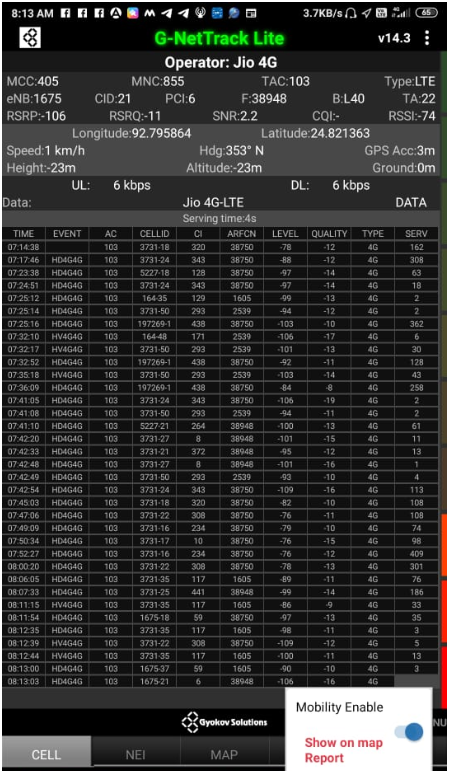 8:13 AM 3.7KB/s 4G 65
G-NetTrack Lite v14.3
Operator: Jio 4G
MCC:405 MNC:855 TAC:103 Type:LTE
eNB:1675 CID:21 PCI:6 F:38948 B:L40 TA:22
RSRP:-106 RSRQ:-11 SNR:2.2 CQI:- RSSI:-74
Longitude:92.795864 Latitude:24.821363
Speed:1 km/h Hdg:353° N GPS Acc:3m
Height:-23m Altitude:-23m Ground:0m
UL: 6 kbps DL: 6 kbps
Data: Jio 4G-LTE DATA
Serving time:4s
TIME EVENT AC CELLID CI ARFCN LEVEL QUALITY TYPE SERV
07:14:38 103 3731-18 320 38750 -78 -12 4G 162
07:17:46 HD4G4G 103 3731-24 343 38750 -88 -12 4G 308
07:23:38 HD4G4G 103 5227-18 128 38750 -97 -14 4G 63
07:24:51 HD4G4G 103 3731-24 343 38750 -97 -14 4G 18
07:25:12 HD4G4G 103 164-35 129 1605 -99 -13 4G 2
07:25:14 HD4G4G 103 3731-50 293 2539 -94 -12 4G 2
07:25:16 HD4G4G 103 197269-1 438 38750 -103 -10 4G 362
07:32:10 HV4G4G 103 164-48 171 2539 -106 -17 4G 6
07:32:17 HV4G4G 103 3731-50 293 2539 -101 -13 4G 30
07:32:52 HD4G4G 103 197269-1 438 38750 -92 -11 4G 128
07:35:18 HV4G4G 103 3731-50 293 2539 -103 -14 4G 43
07:36:09 HD4G4G 103 197269-1 438 38750 -84 -8 4G 258
07:41:05 HD4G4G 103 3731-24 343 38750 -106 -19 4G 2
07:41:08 HD4G4G 103 3731-50 293 2539 -94 -11 4G 2
07:41:10 HD4G4G 103 5227-21 264 38948 -100 -13 4G 61
07:42:20 HD4G4G 103 3731-27 8 38948 -101 -15 4G 11
07:42:33 HD4G4G 103 3731-21 372 38948 -95 -12 4G 13
07:42:48 HD4G4G 103 3731-27 8 38948 -101 -16 4G 1
07:42:49 HD4G4G 103 3731-50 293 2539 -93 -10 4G 4
07:42:54 HD4G4G 103 3731-24 343 38750 -109 -16 4G 113
07:45:03 HD4G4G 103 3731-18 320 38750 -82 -10 4G 108
07:47:06 HD4G4G 103 3731-22 308 38750 -76 -11 4G 108
07:49:09 HD4G4G 103 3731-16 234 38750 -79 -10 4G 74
07:50:34 HD4G4G 103 3731-17 10 38750 -76 -15 4G 98
07:52:27 HD4G4G 103 3731-16 234 38750 -76 -12 4G 409
08:00:20 HD4G4G 103 3731-22 308 38750 -78 -13 4G 301
08:06:05 HD4G4G 103 3731-35 117 1605 -89 -11 4G 76
08:07:33 HD4G4G 103 3731-25 441 38948 -99 -14 4G 186
08:11:15 HV4G4G 103 3731-35 117 1605 -86 -9 4G 33
08:11:54 HD4G4G 103 1675-18 59 38750 -97 -13 4G 35
08:12:35 HD4G4G 103 3731-35 117 1605 -98 -11 4G 3
08:12:39 HV4G4G 103 3731-22 308 38750 -109 -12 4G 5
08:12:44 HV4G4G 103 3731-35 117 1605 -100 -11 4G 13
08:13:00 HD4G4G 103 1675-37 59 1605 -90 -10 4G 3
08:13:03 HD4G4G 103 1675-21 6 38948 -106 -16 4G
Gyokov Solutions
Mobility Enable
Show on map
Report
NU
CELL NEI MAP